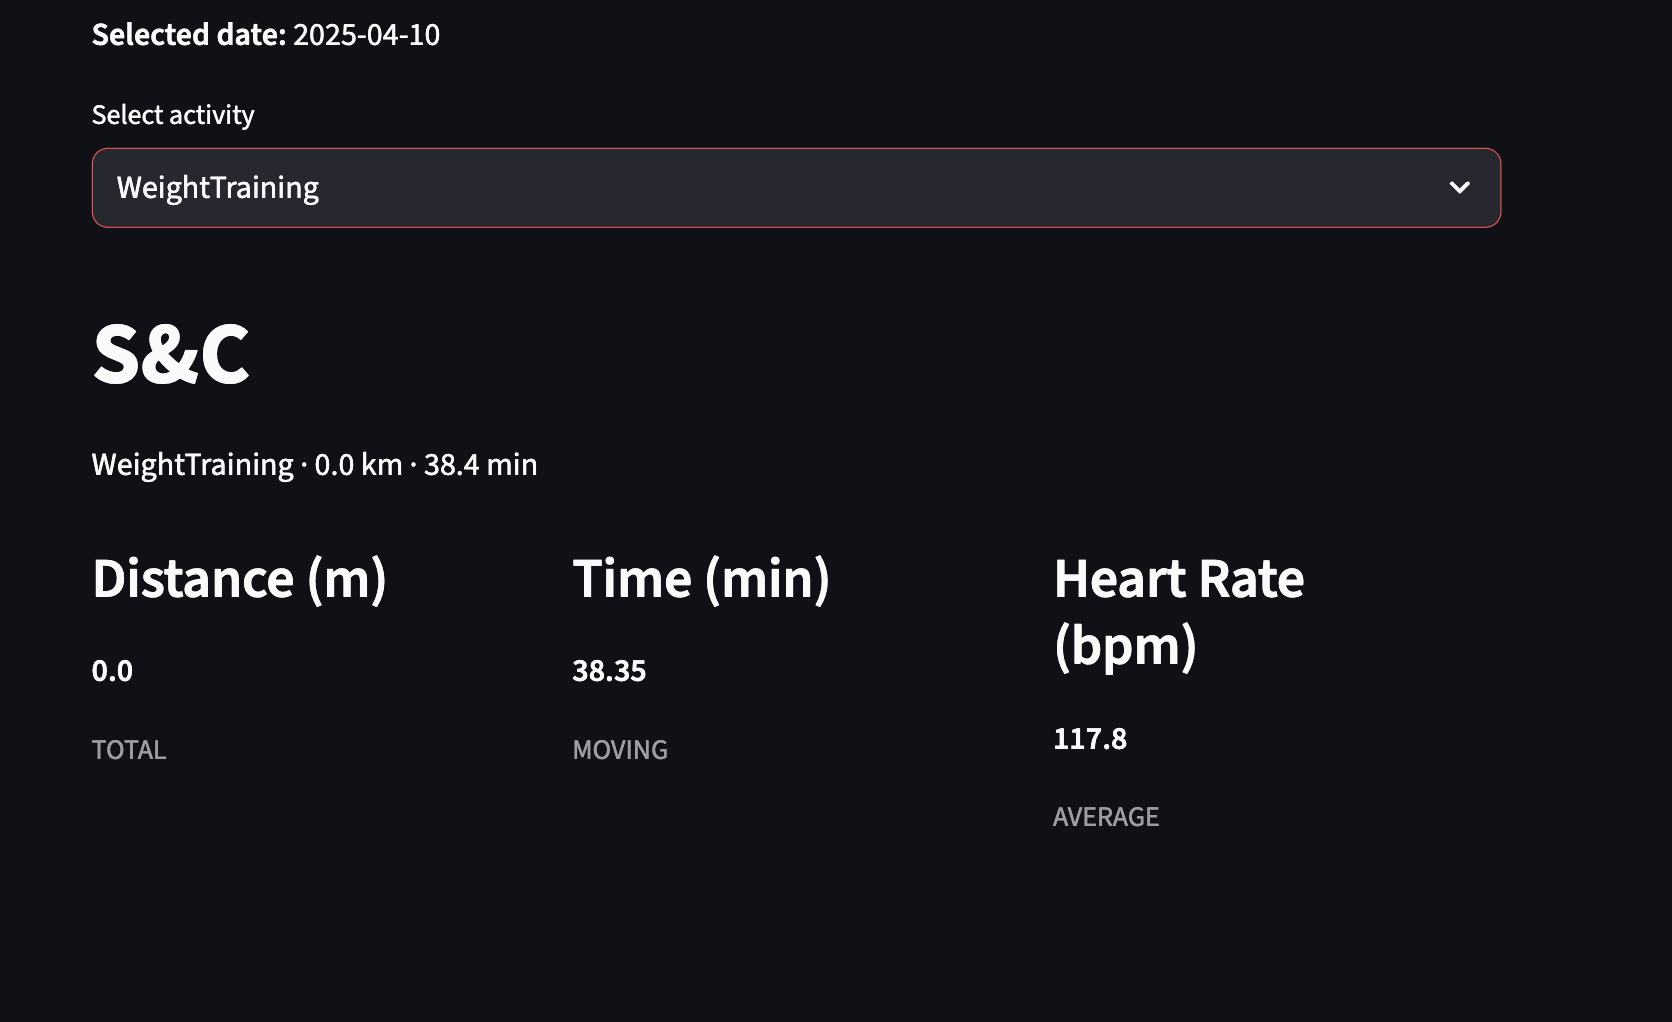 Selected date: 2025-04-10
Select activity
WeightTraining
S&C
WeightTraining · 0.0 km · 38.4 min
Distance (m)
0.0
TOTAL
Time (min)
38.35
MOVING
Heart Rate
(bpm)
117.8
AVERAGE